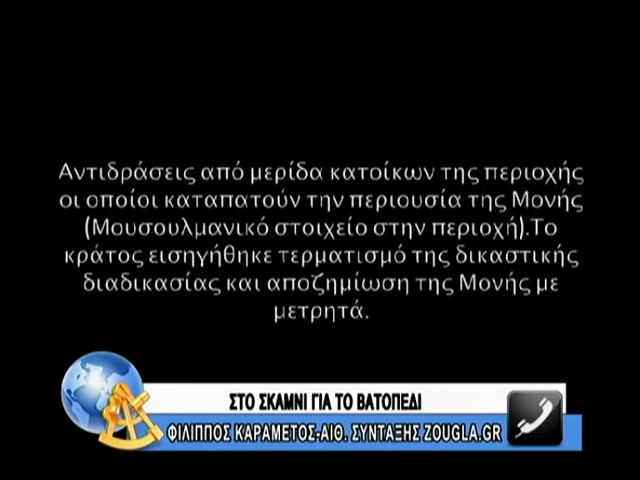 Αντιδράσεις από μερίδα κατοίκων της περιοχής
οι οποίοι καταπατούν την περιουσία της Μονής
(Μουσουλμανικό στοιχείο στην περιοχή).Το
κράτος εισηγήθηκε τερματισμό της δικαστικής
διαδικασίας και αποζημίωση της Μονής με
μετρητά.
ΣΤΟ ΣΚΑΜΝΙ ΓΙΑ ΤΟ ΒΑΤΟΠΕΔΙ
ΦΙΛΙΠΠΟΣ ΚΑΡΑΜΕΤΟΣ-ΑΙΘ. ΣΥΝΤΑΞΗΣ ZOUGLA.GR